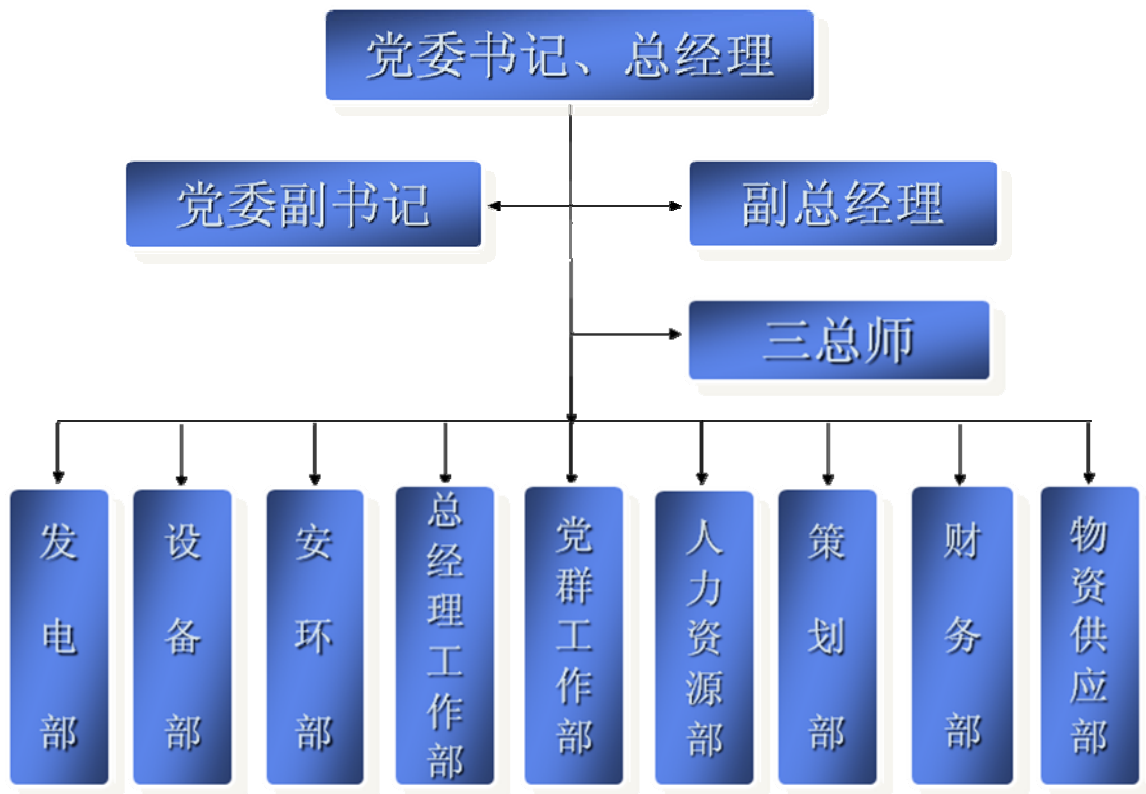 党委书记、总经理
党委副书记
副总经理
三总师
发电部
设备部
安环部
总经理工作部
党群工作部
人力资源部
策划部
财务部
物资供应部